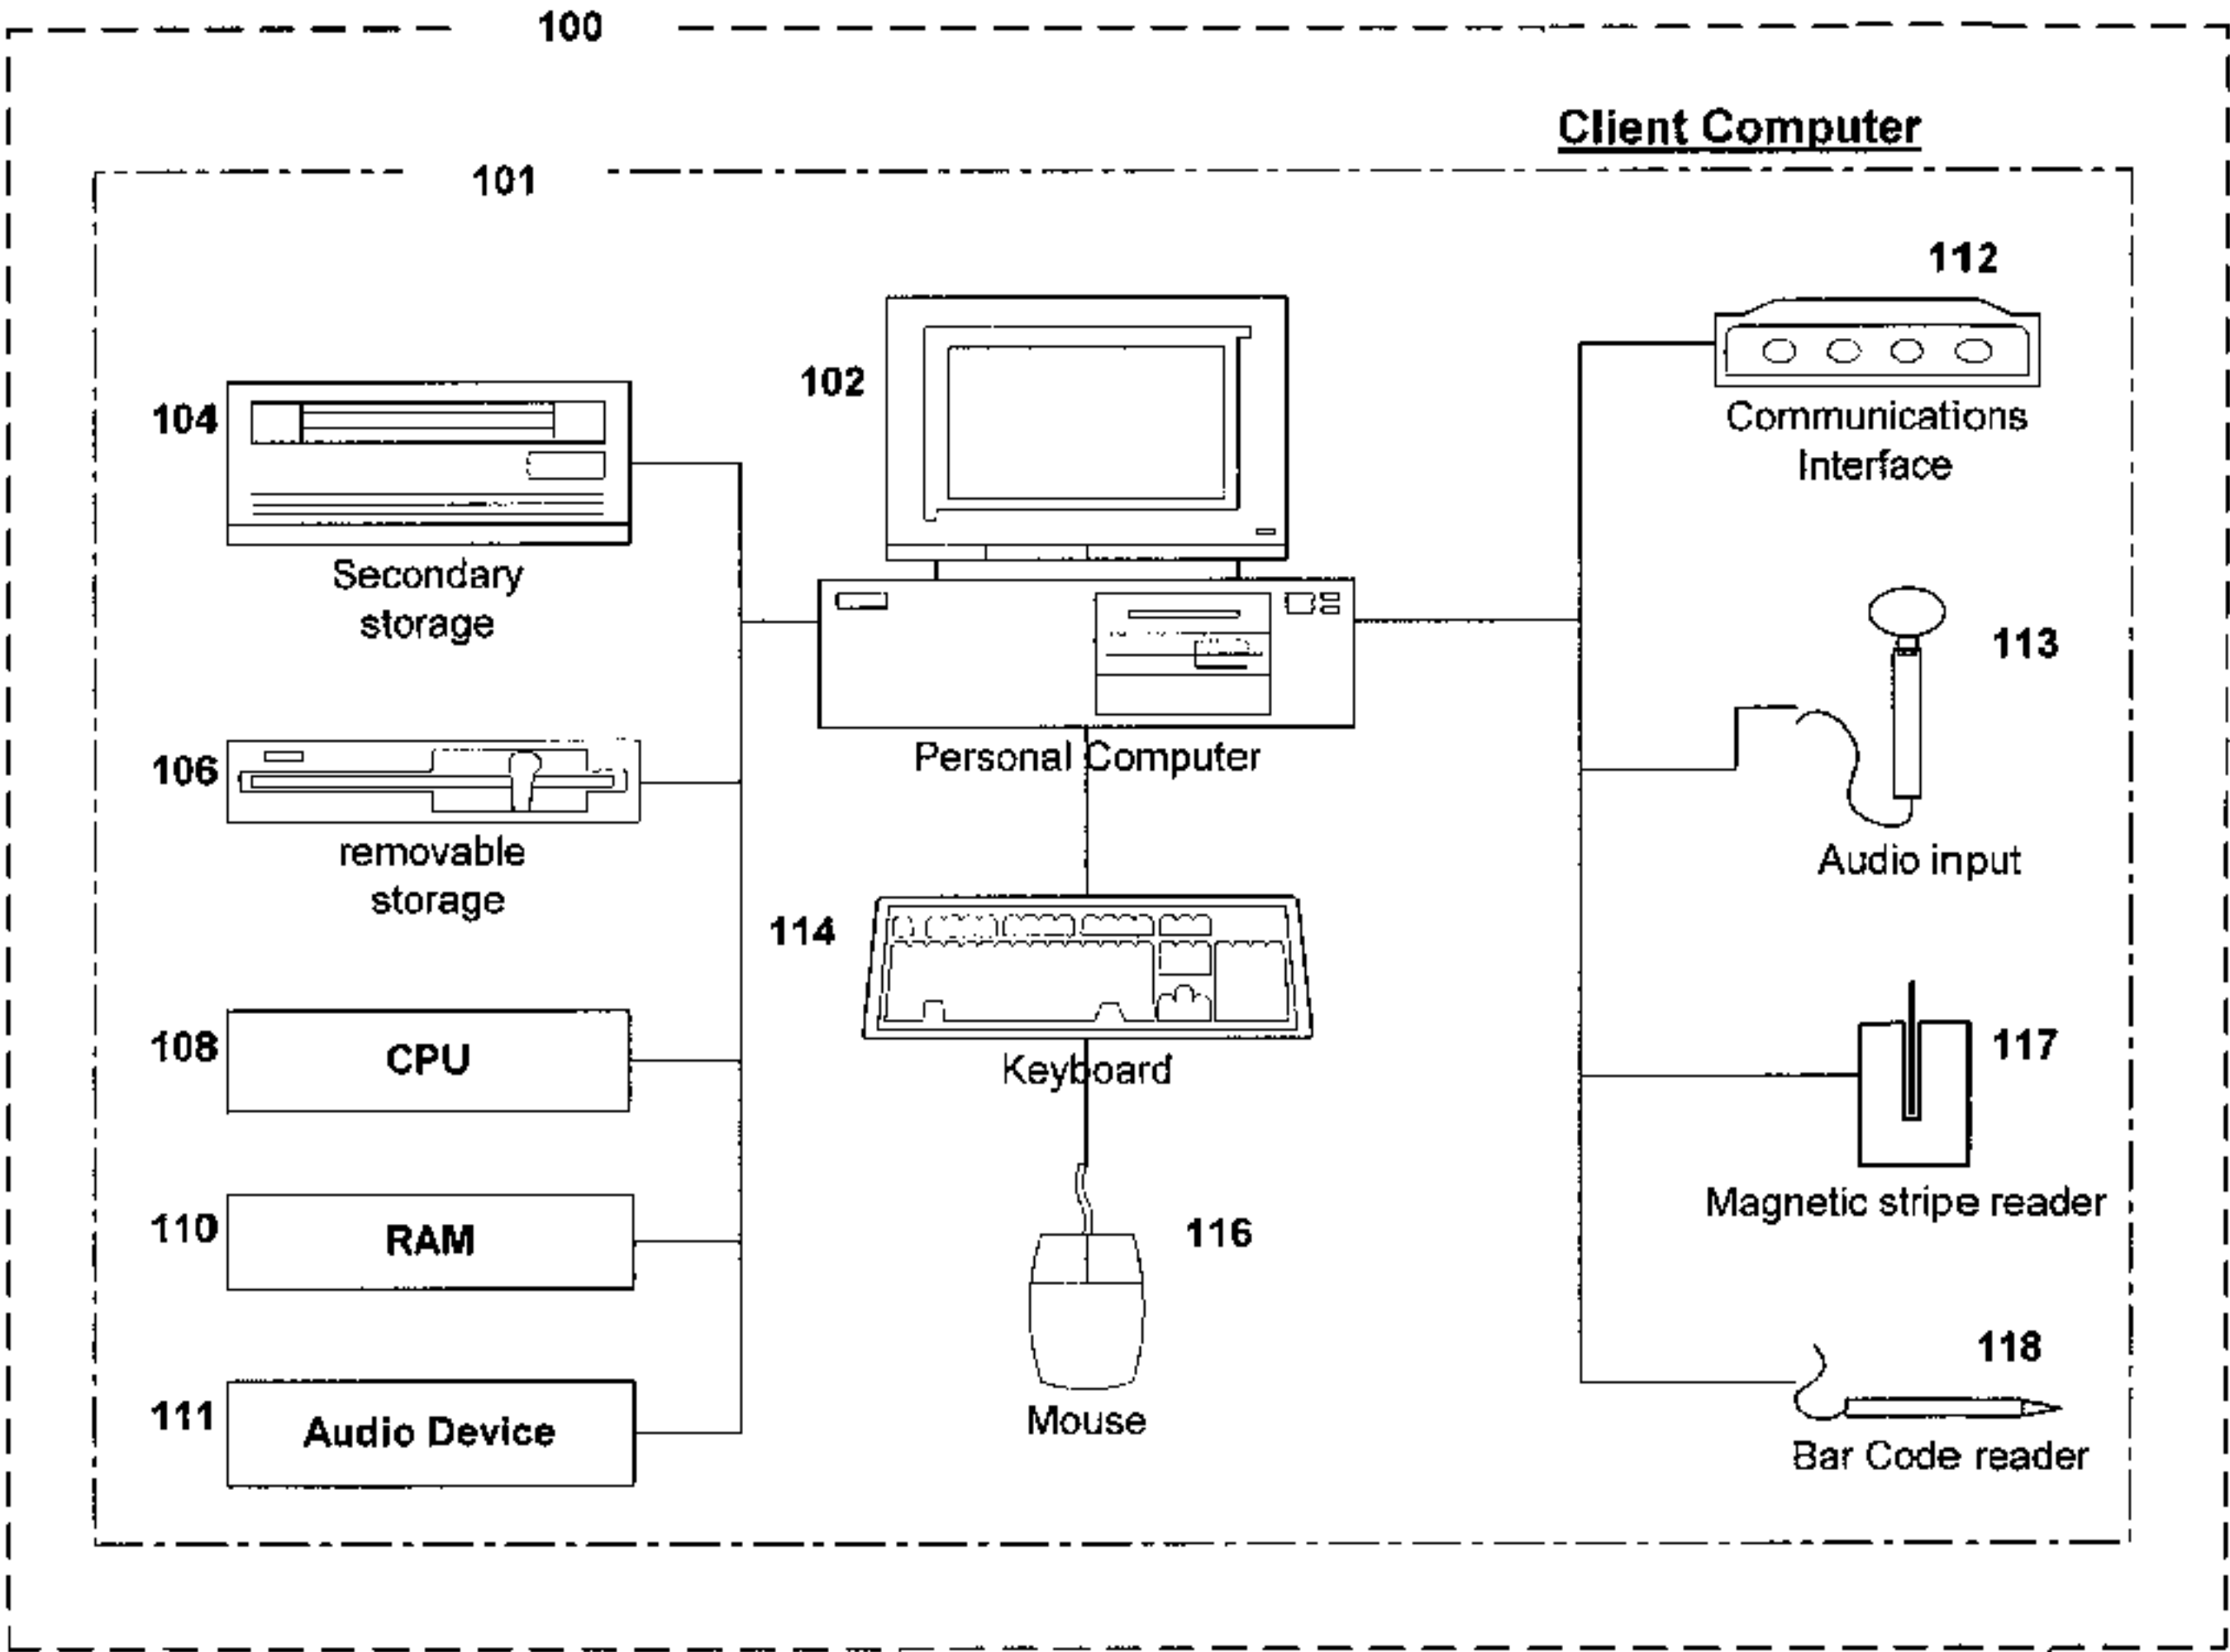 100
Client Computer
101
112
102
104
Communications
Interface
Secondary
storage
113
Personal Computer
106
removable
storage
Audio input
114
108
CPU
Keyboard
117
Magnetic stripe reader
110
RAM
116
118
111
Audio Device
Mouse
Bar Code reader